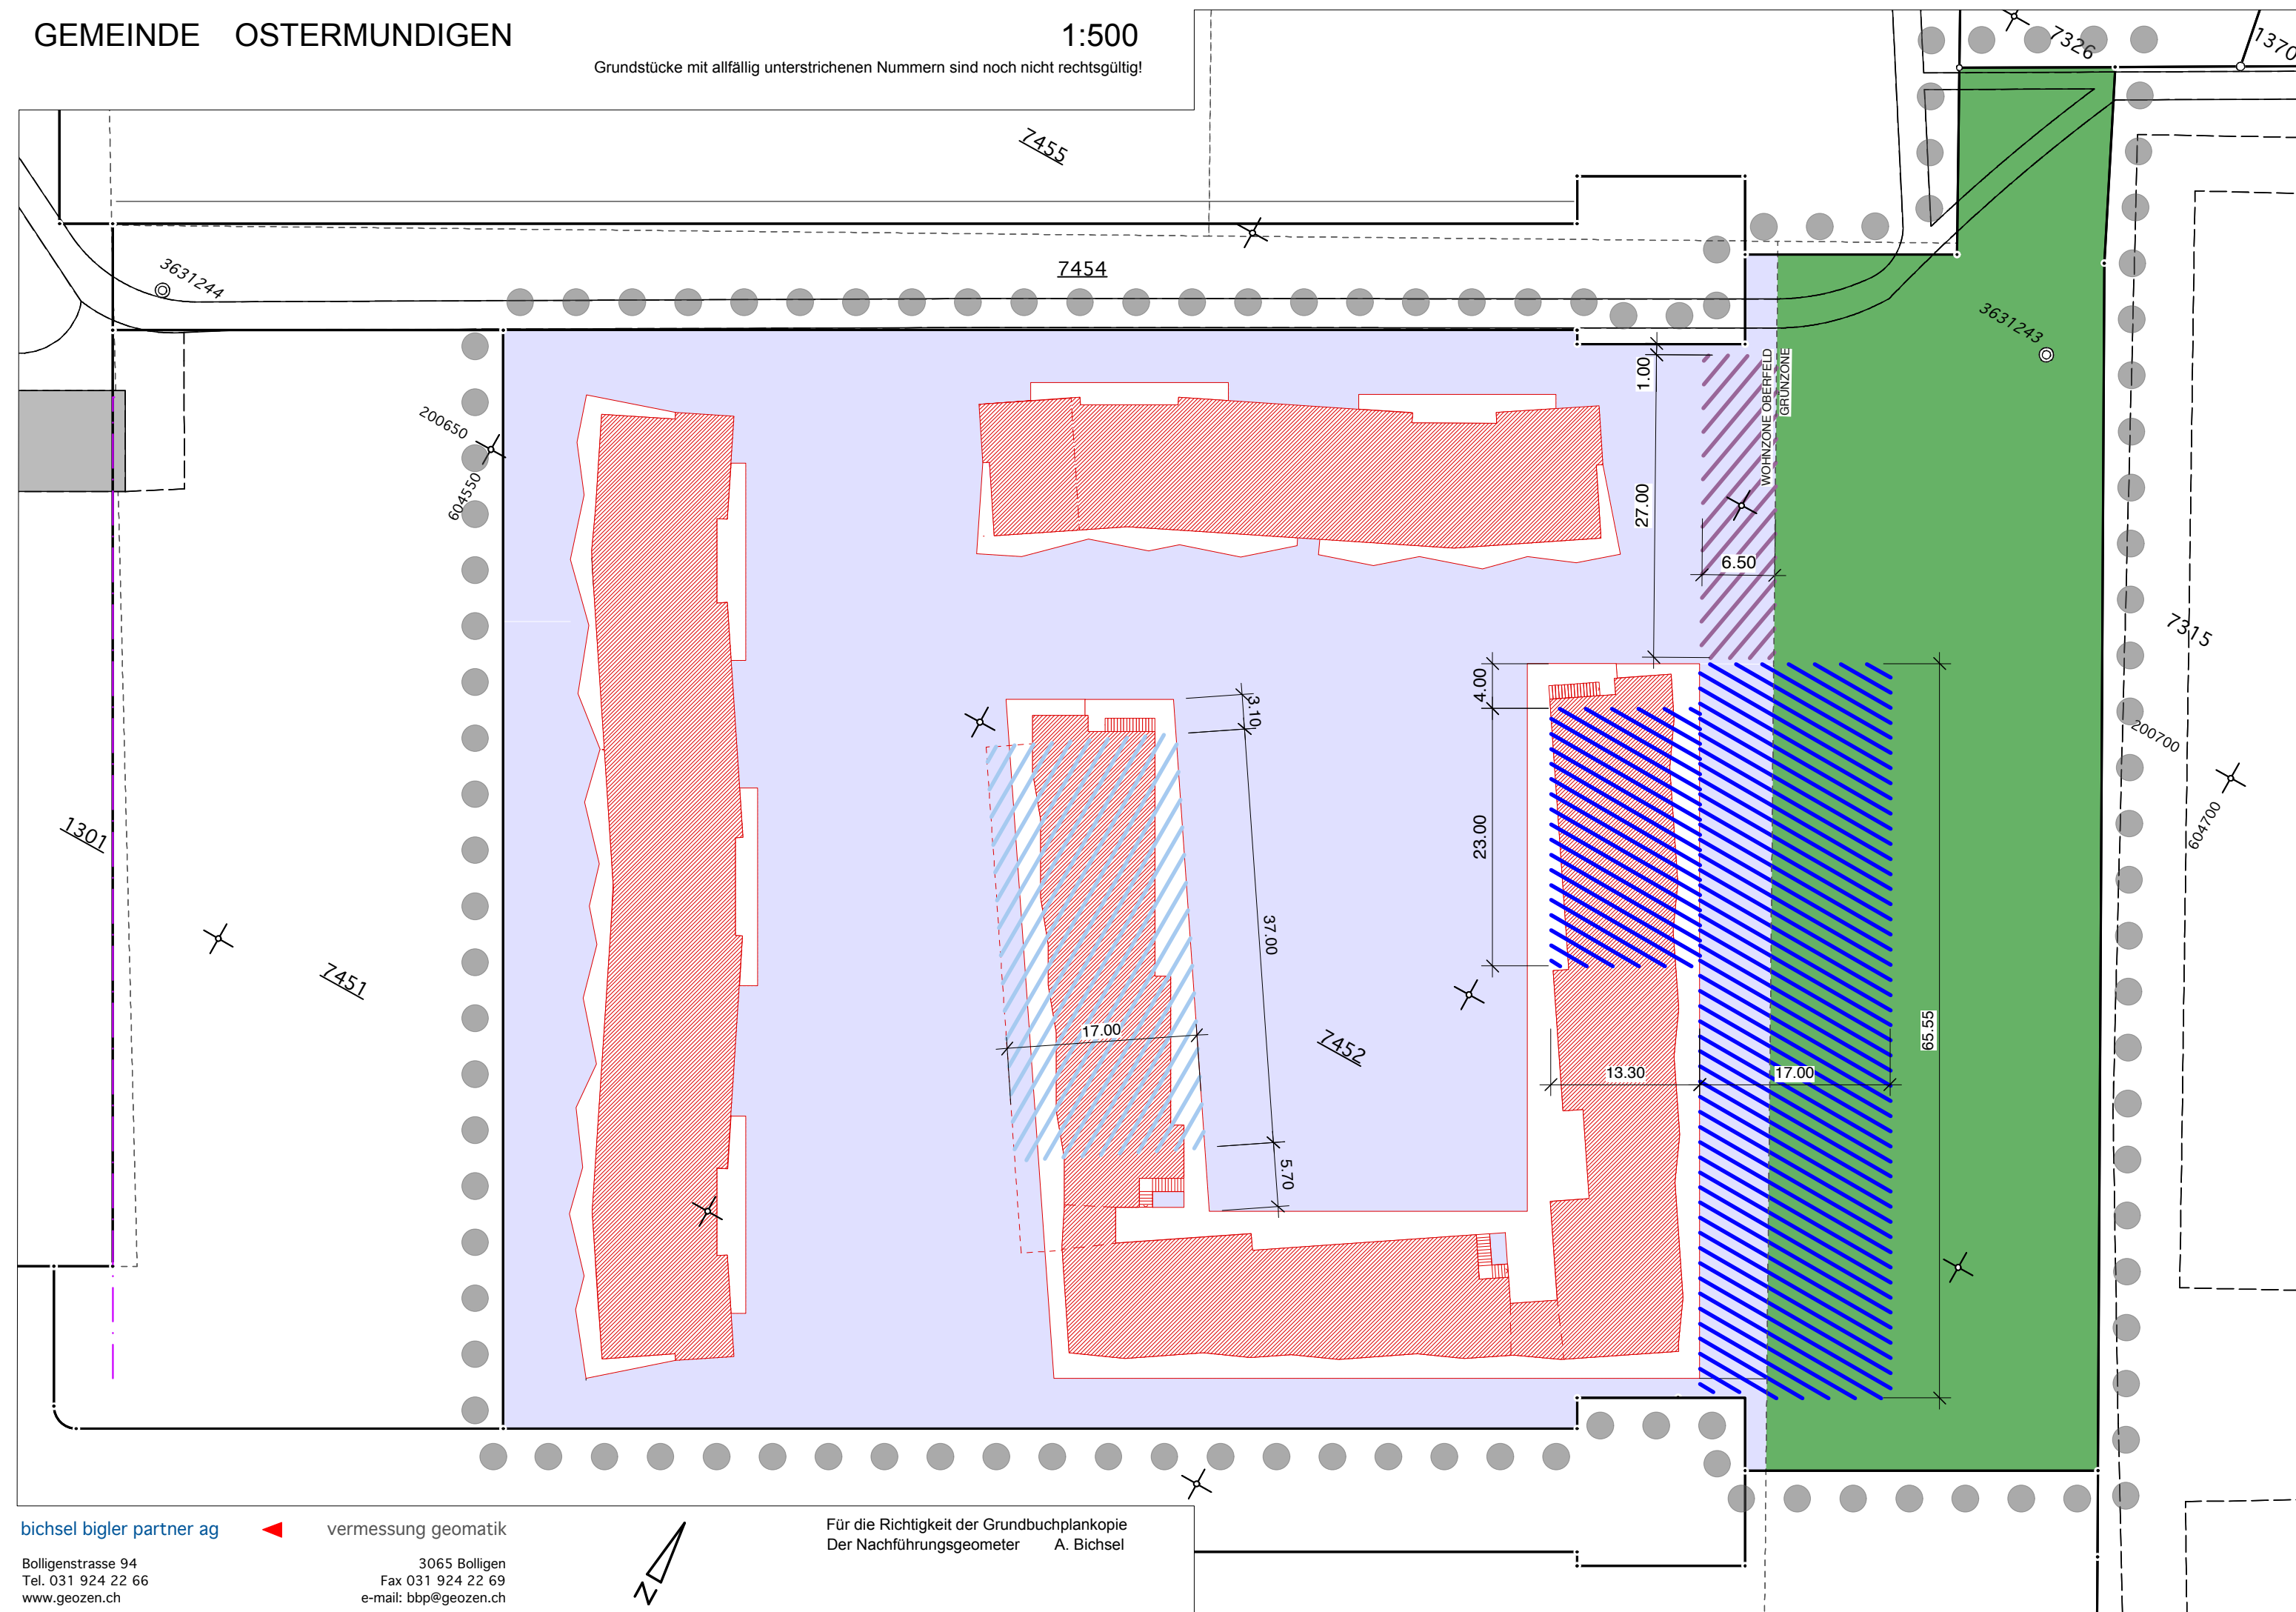 GEMEINDE OSTERMUNDIGEN
1:500
Grundstücke mit allfällig unterstrichenen Nummern sind noch nicht rechtsgültig!
7326
1370
7455
3631244
7454
3631243
1.00
WOHNZONE OBERFELD
GRÜNZONE
200650
604550
27.00
6.50
7315
4.00
3.10
200700
604700
1301
23.00
37.00
7451
17.00
7452
65.55
13.30
17.00
5.70
bichsel bigler partner ag
vermessung geomatik
Bolligenstrasse 94
Tel. 031 924 22 66
www.geozen.ch
3065 Bolligen
Fax 031 924 22 69
e-mail: bbp@geozen.ch
N
Für die Richtigkeit der Grundbuchplankopie
Der Nachführungsgeometer A. Bichsel